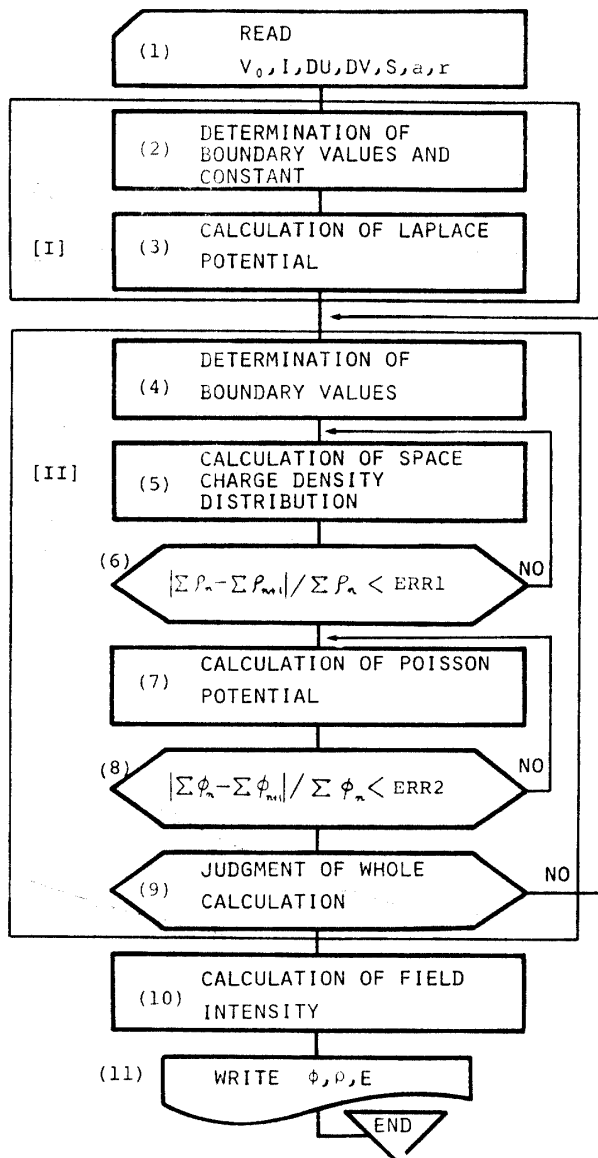 (1) READ
V₀,I,DU,DV,S,a,r
(2) DETERMINATION OF
BOUNDARY VALUES AND
CONSTANT
[I]
(3) CALCULATION OF LAPLACE
POTENTIAL
(4) DETERMINATION OF
BOUNDARY VALUES
[II]
(5) CALCULATION OF SPACE
CHARGE DENSITY
DISTRIBUTION
(6) |Σρₙ−Σρₙ₊₁|/Σρₙ < ERR1
NO
(7) CALCULATION OF POISSON
POTENTIAL
(8) |Σϕₙ−Σϕₙ₊₁|/Σϕₙ < ERR2
NO
(9) JUDGMENT OF WHOLE
CALCULATION
NO
(10) CALCULATION OF FIELD
INTENSITY
(11) WRITE ϕ,ρ,E
END